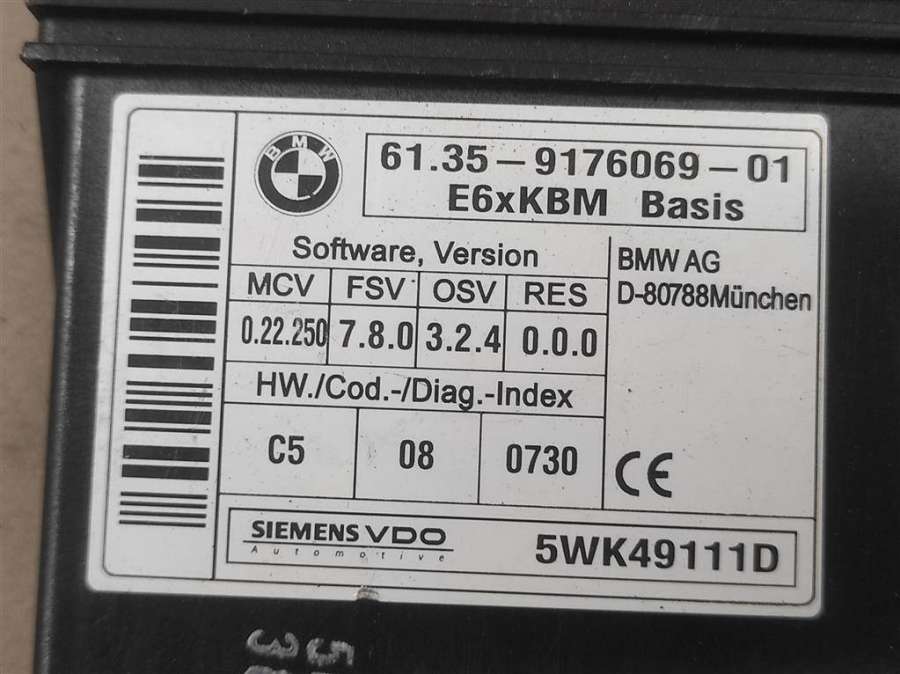 BMW
61.35-9176069-01
E6xKBM Basis
Software, Version
MCV FSV OSV RES
0.22.250 7.8.0 3.2.4 0.0.0
HW./Cod.-/Diag.-Index
C5 08 0730
BMW AG
D-80788München
CE
SIEMENS VDO
Automotive
5WK49111D